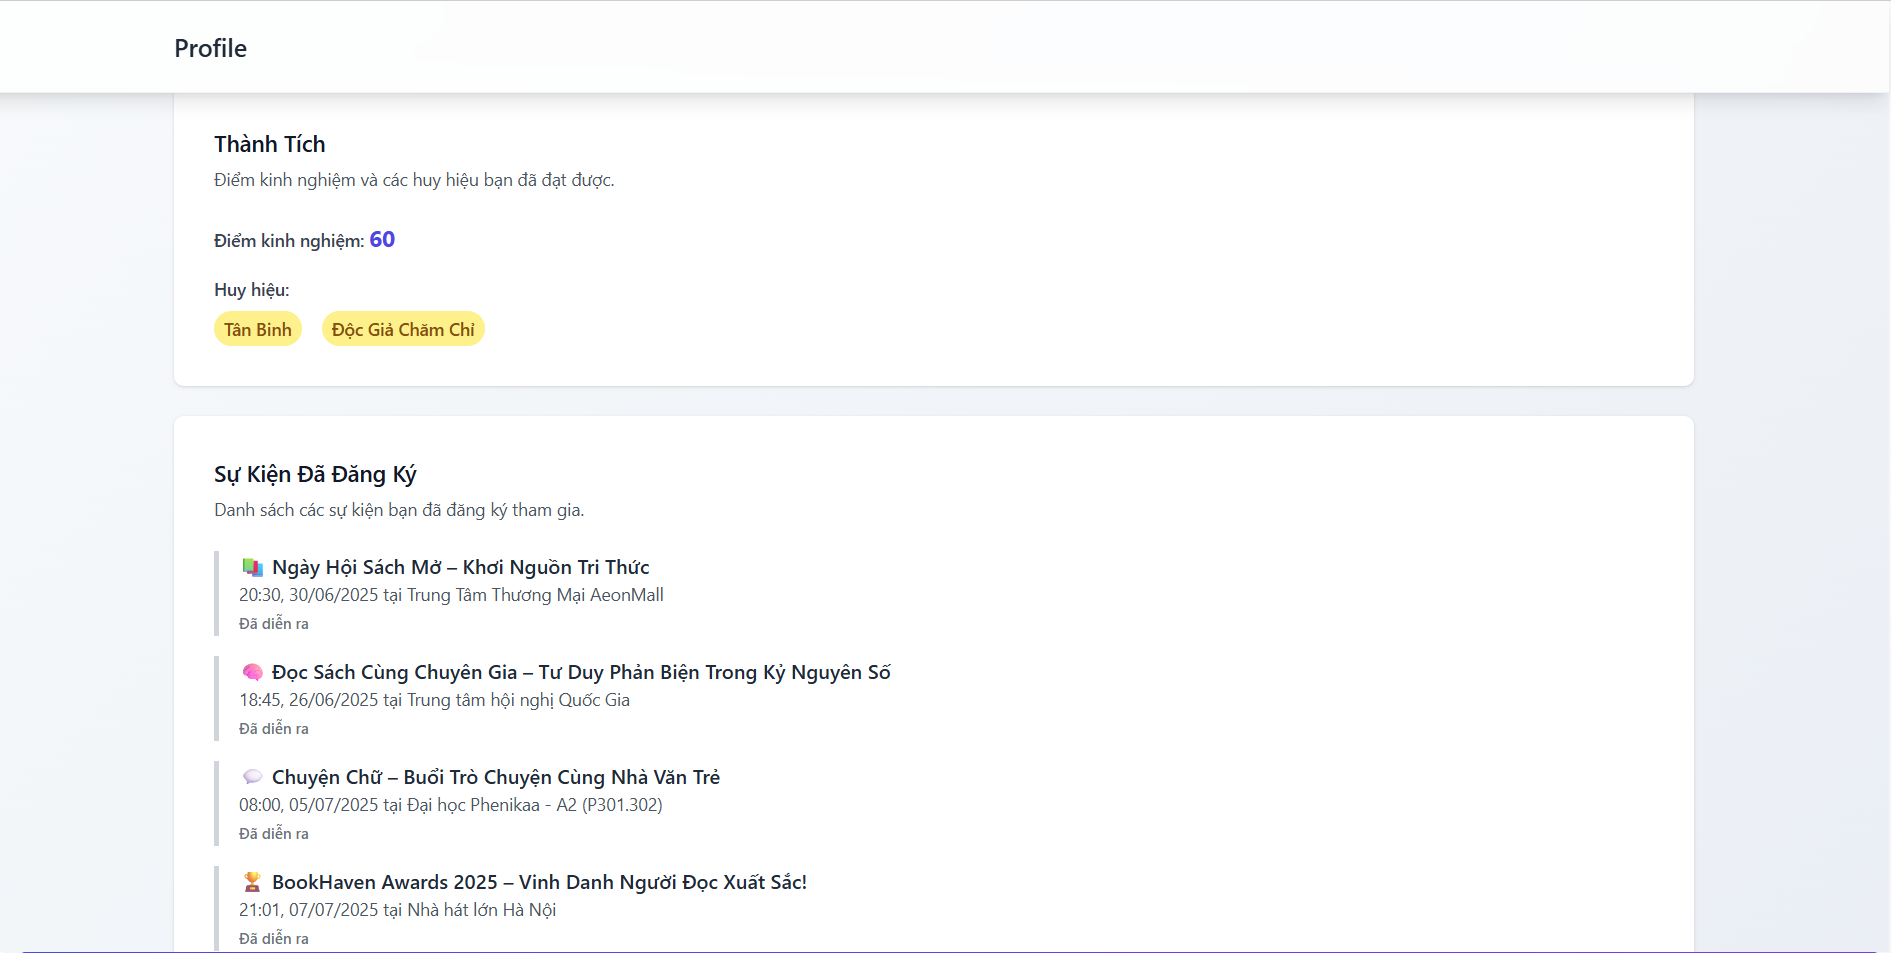 Profile
Thành Tích
Điểm kinh nghiệm và các huy hiệu bạn đã đạt được.
Điểm kinh nghiệm: 60
Huy hiệu:
Tân Binh Độc Giả Chăm Chỉ
Sự Kiện Đã Đăng Ký
Danh sách các sự kiện bạn đã đăng ký tham gia.
Ngày Hội Sách Mở – Khơi Nguồn Tri Thức
20:30, 30/06/2025 tại Trung Tâm Thương Mại AeonMall
Đã diễn ra
Đọc Sách Cùng Chuyên Gia – Tư Duy Phản Biện Trong Kỷ Nguyên Số
18:45, 26/06/2025 tại Trung tâm hội nghị Quốc Gia
Đã diễn ra
Chuyện Chữ – Buổi Trò Chuyện Cùng Nhà Văn Trẻ
08:00, 05/07/2025 tại Đại học Phenikaa - A2 (P301.302)
Đã diễn ra
BookHaven Awards 2025 – Vinh Danh Người Đọc Xuất Sắc!
21:01, 07/07/2025 tại Nhà hát lớn Hà Nội
Đã diễn ra